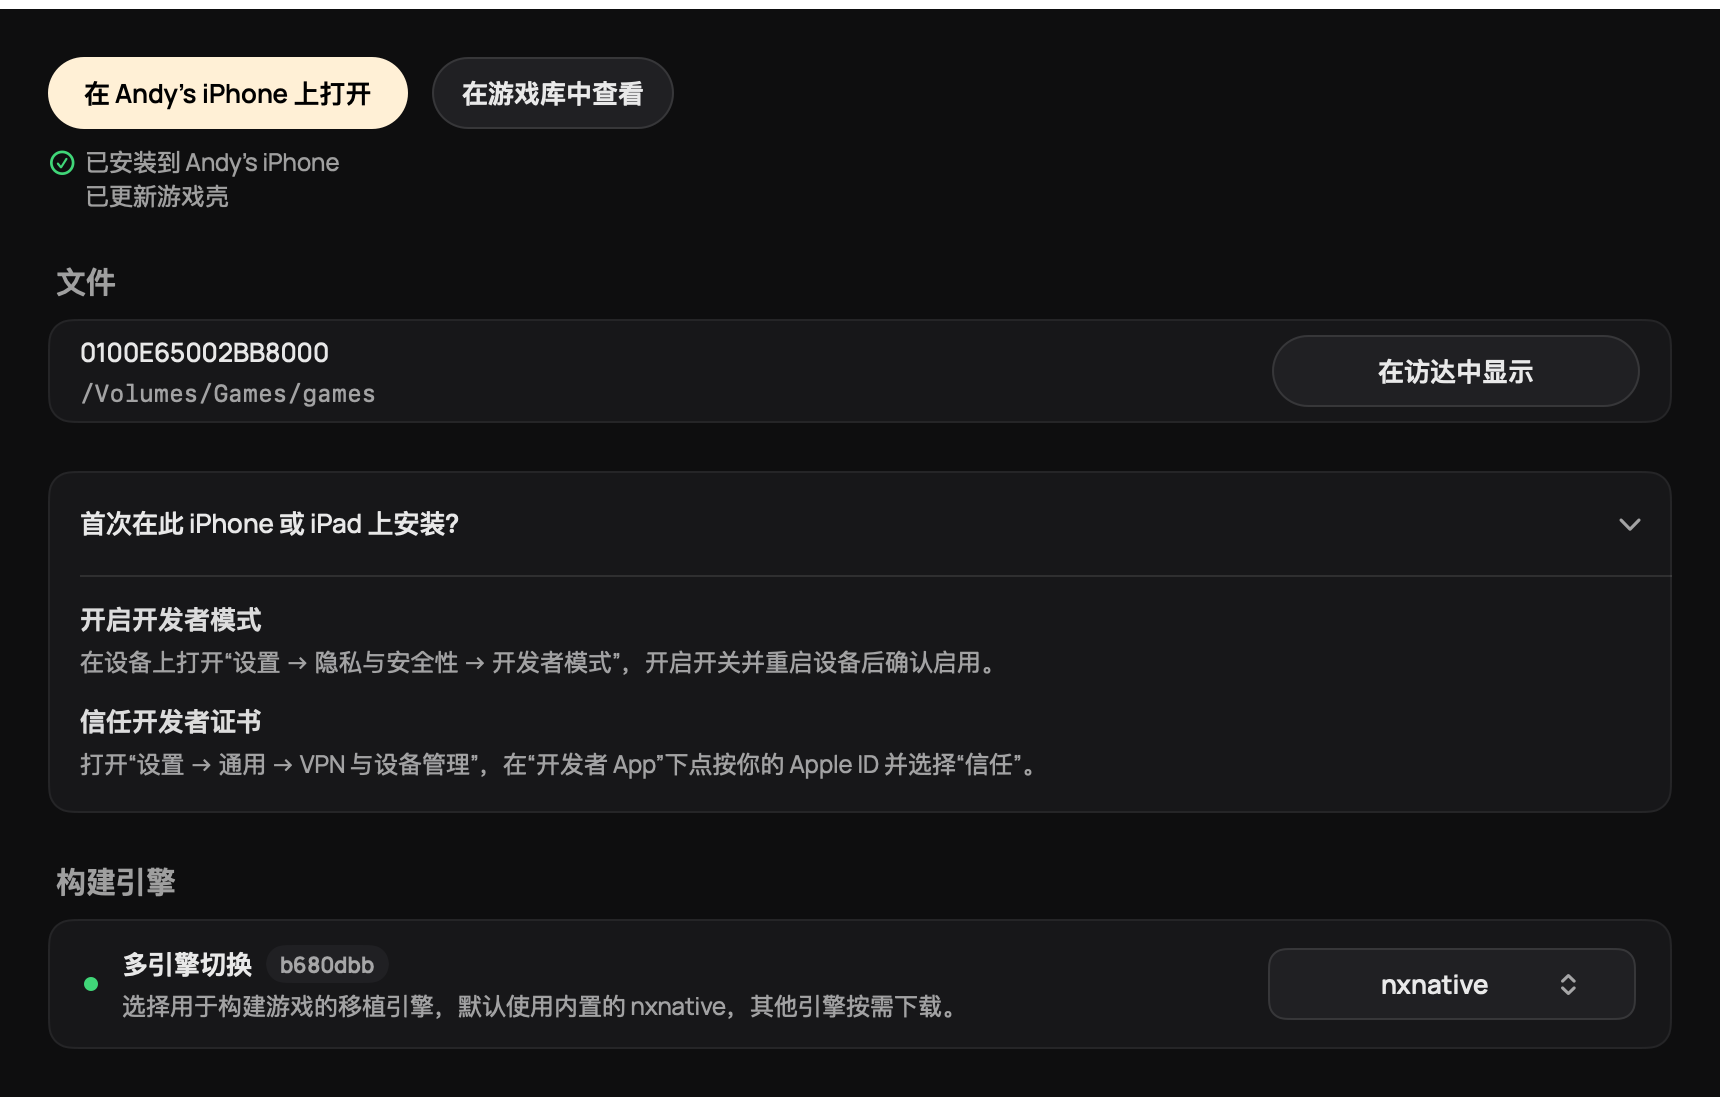 在 Andy's iPhone 上打开
在游戏库中查看
已安装到 Andy's iPhone
已更新游戏壳
文件
0100E65002BB8000
/Volumes/Games/games
在访达中显示
首次在此 iPhone 或 iPad 上安装?
开启开发者模式
在设备上打开“设置 → 隐私与安全性 → 开发者模式”，开启开关并重启设备后确认启用。
信任开发者证书
打开“设置 → 通用 → VPN 与设备管理”，在“开发者 App”下点按你的 Apple ID 并选择“信任”。
构建引擎
多引擎切换 b680dbb
选择用于构建游戏的移植引擎，默认使用内置的 nxnative，其他引擎按需下载。
nxnative